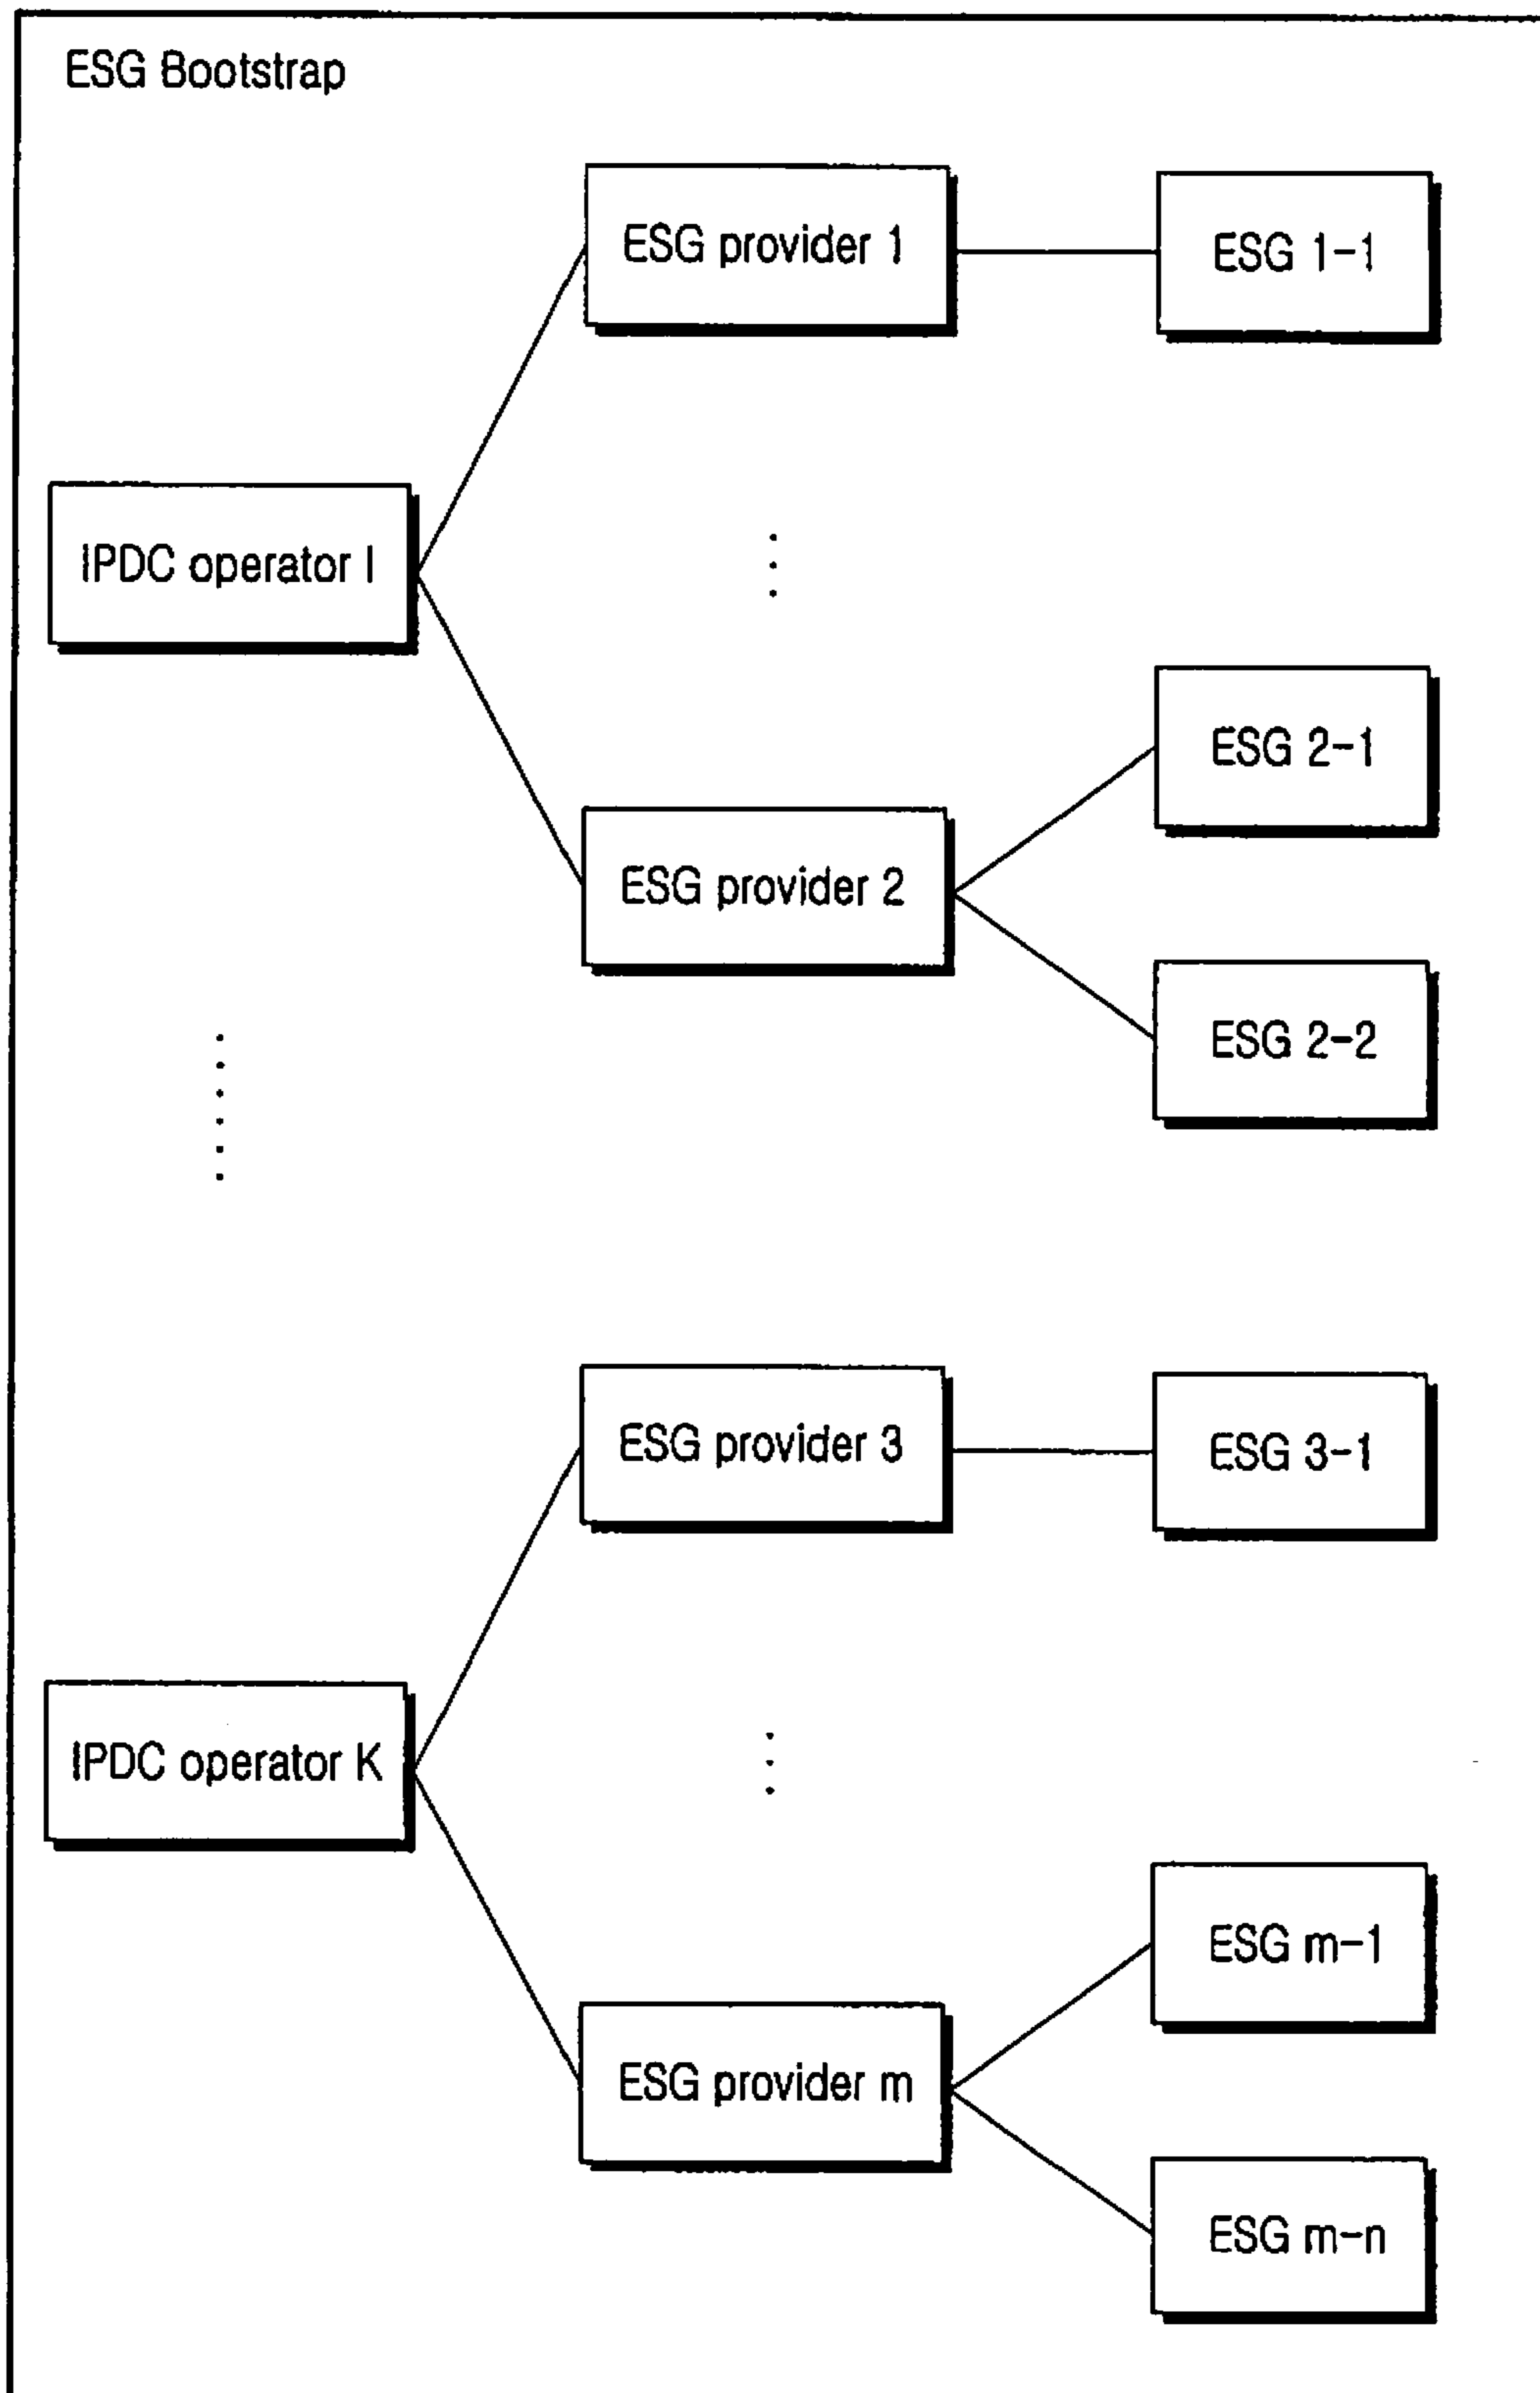 ESG Bootstrap
ESG provider 1
ESG 1-1
IPDC operator I
ESG 2-1
ESG provider 2
ESG 2-2
ESG provider 3
ESG 3-1
IPDC operator K
ESG m-1
ESG provider m
ESG m-n